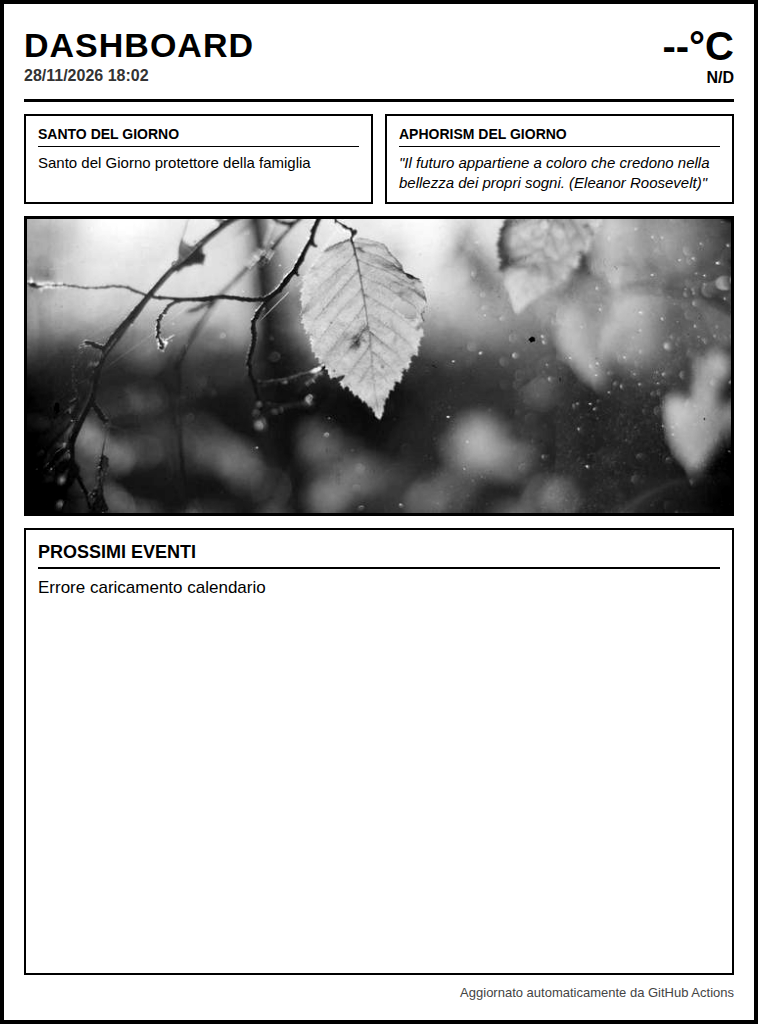 DASHBOARD
28/11/2026 18:02
--°C
N/D
SANTO DEL GIORNO
Santo del Giorno protettore della famiglia
APHORISM DEL GIORNO
"Il futuro appartiene a coloro che credono nella
bellezza dei propri sogni. (Eleanor Roosevelt)"
PROSSIMI EVENTI
Errore caricamento calendario
Aggiornato automaticamente da GitHub Actions